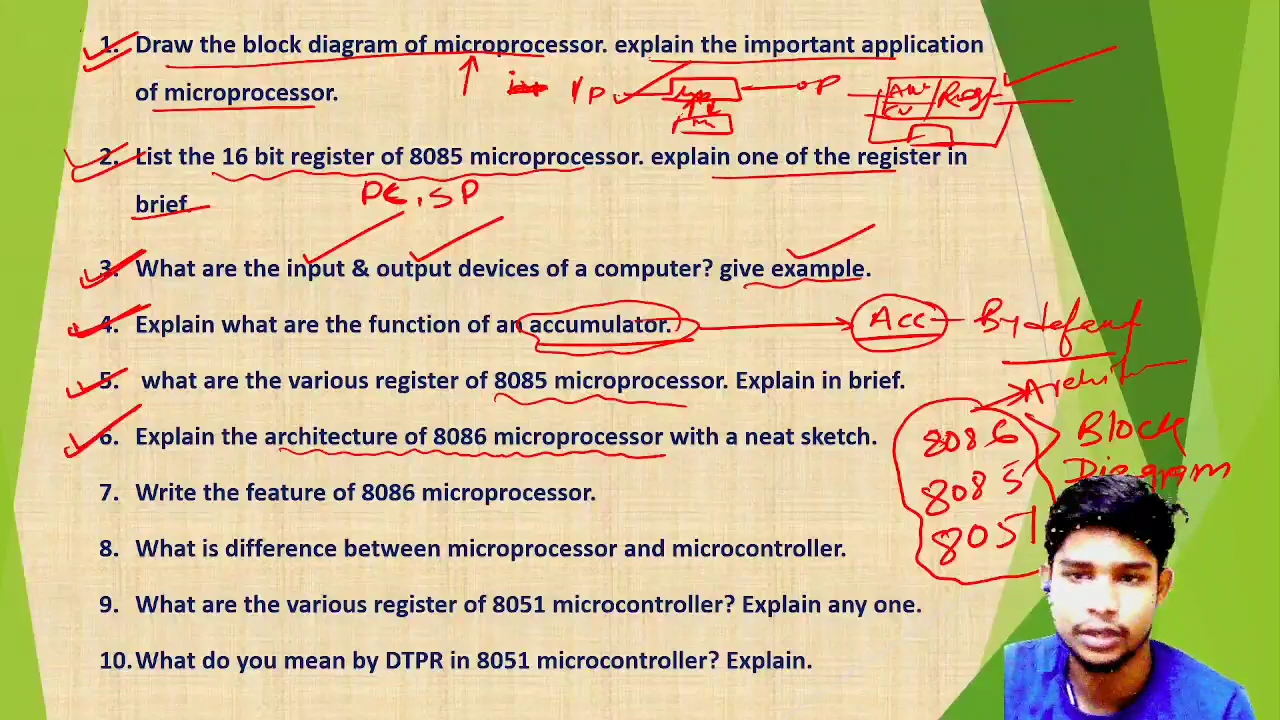 1. Draw the block diagram of microprocessor. explain the important application
of microprocessor.
I/P O/P ALU CU Reg
2. List the 16 bit register of 8085 microprocessor. explain one of the register in
brief.
PC, SP
3. What are the input & output devices of a computer? give example.
4. Explain what are the function of an accumulator.
Acc By default
5. what are the various register of 8085 microprocessor. Explain in brief.
6. Explain the architecture of 8086 microprocessor with a neat sketch.
8086 Block
Diagram
7. Write the feature of 8086 microprocessor.
8085
8. What is difference between microprocessor and microcontroller.
8051
9. What are the various register of 8051 microcontroller? Explain any one.
10. What do you mean by DTPR in 8051 microcontroller? Explain.